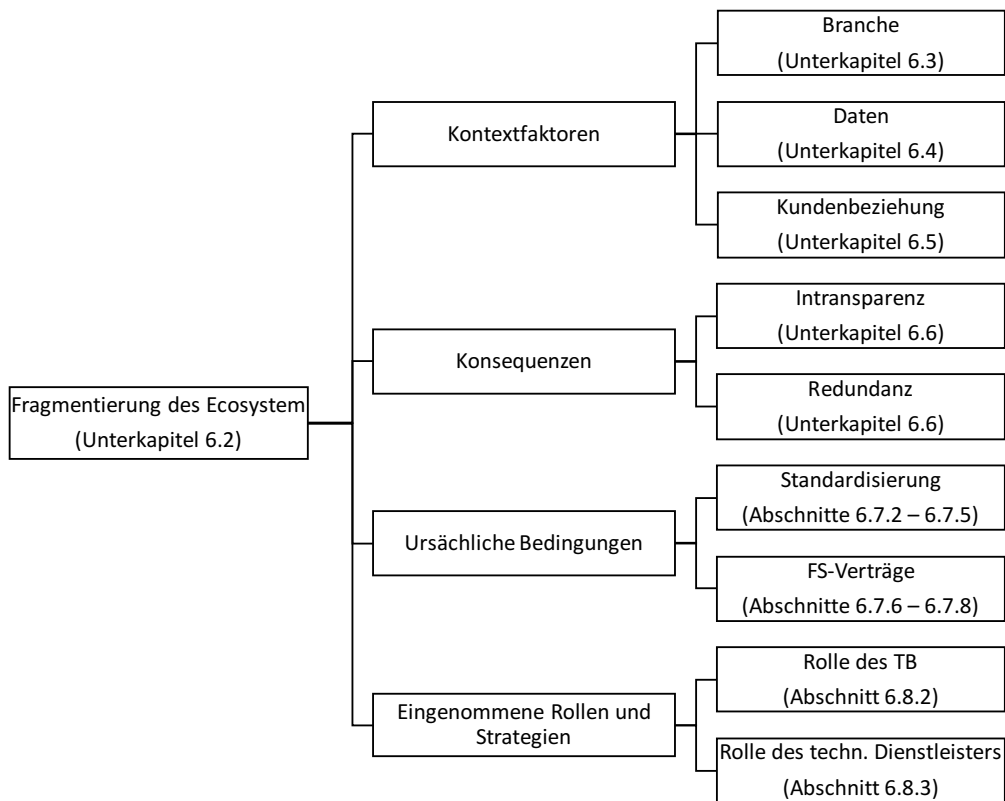 Fragmentierung des Ecosystem
(Unterkapitel 6.2)
Kontextfaktoren
Branche
(Unterkapitel 6.3)
Daten
(Unterkapitel 6.4)
Kundenbeziehung
(Unterkapitel 6.5)
Konsequenzen
Intransparenz
(Unterkapitel 6.6)
Redundanz
(Unterkapitel 6.6)
Ursächliche Bedingungen
Standardisierung
(Abschnitte 6.7.2 – 6.7.5)
FS-Verträge
(Abschnitte 6.7.6 – 6.7.8)
Eingenommene Rollen und
Strategien
Rolle des TB
(Abschnitt 6.8.2)
Rolle des techn. Dienstleisters
(Abschnitt 6.8.3)